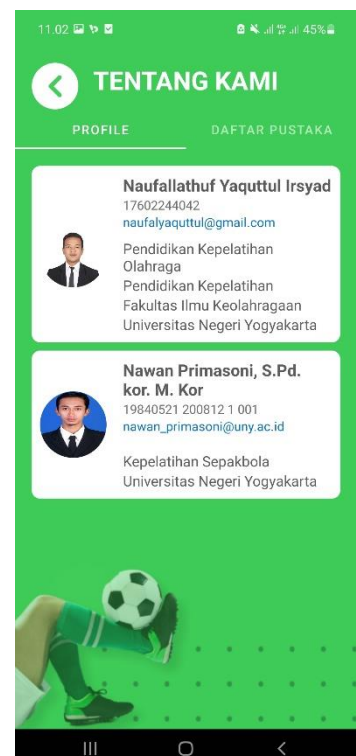 11.02
45%
TENTANG KAMI
PROFILE
DAFTAR PUSTAKA
Naufallathuf Yaquttul Irsyad
17602244042
naufalyaquttul@gmail.com
Pendidikan Kepelatihan
Olahraga
Pendidikan Kepelatihan
Fakultas Ilmu Keolahragaan
Universitas Negeri Yogyakarta
Nawan Primasoni, S.Pd.
kor. M. Kor
19840521 200812 1 001
nawan_primasoni@uny.ac.id
Kepelatihan Sepakbola
Universitas Negeri Yogyakarta